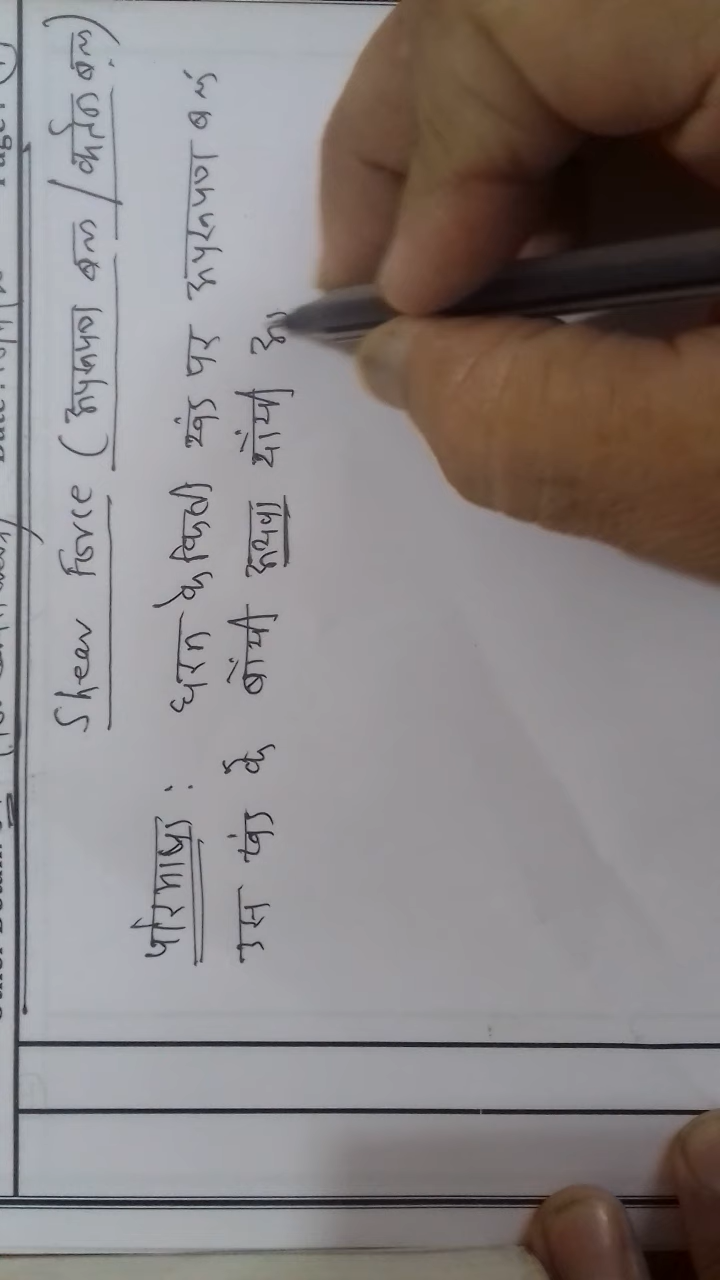 Shear Force (अपरूपण बल / कर्तन बल)
परिभाषा : धरन के किसी खंड पर अपरूपण बल
उस खंड के बाँयी अथवा दाँयी